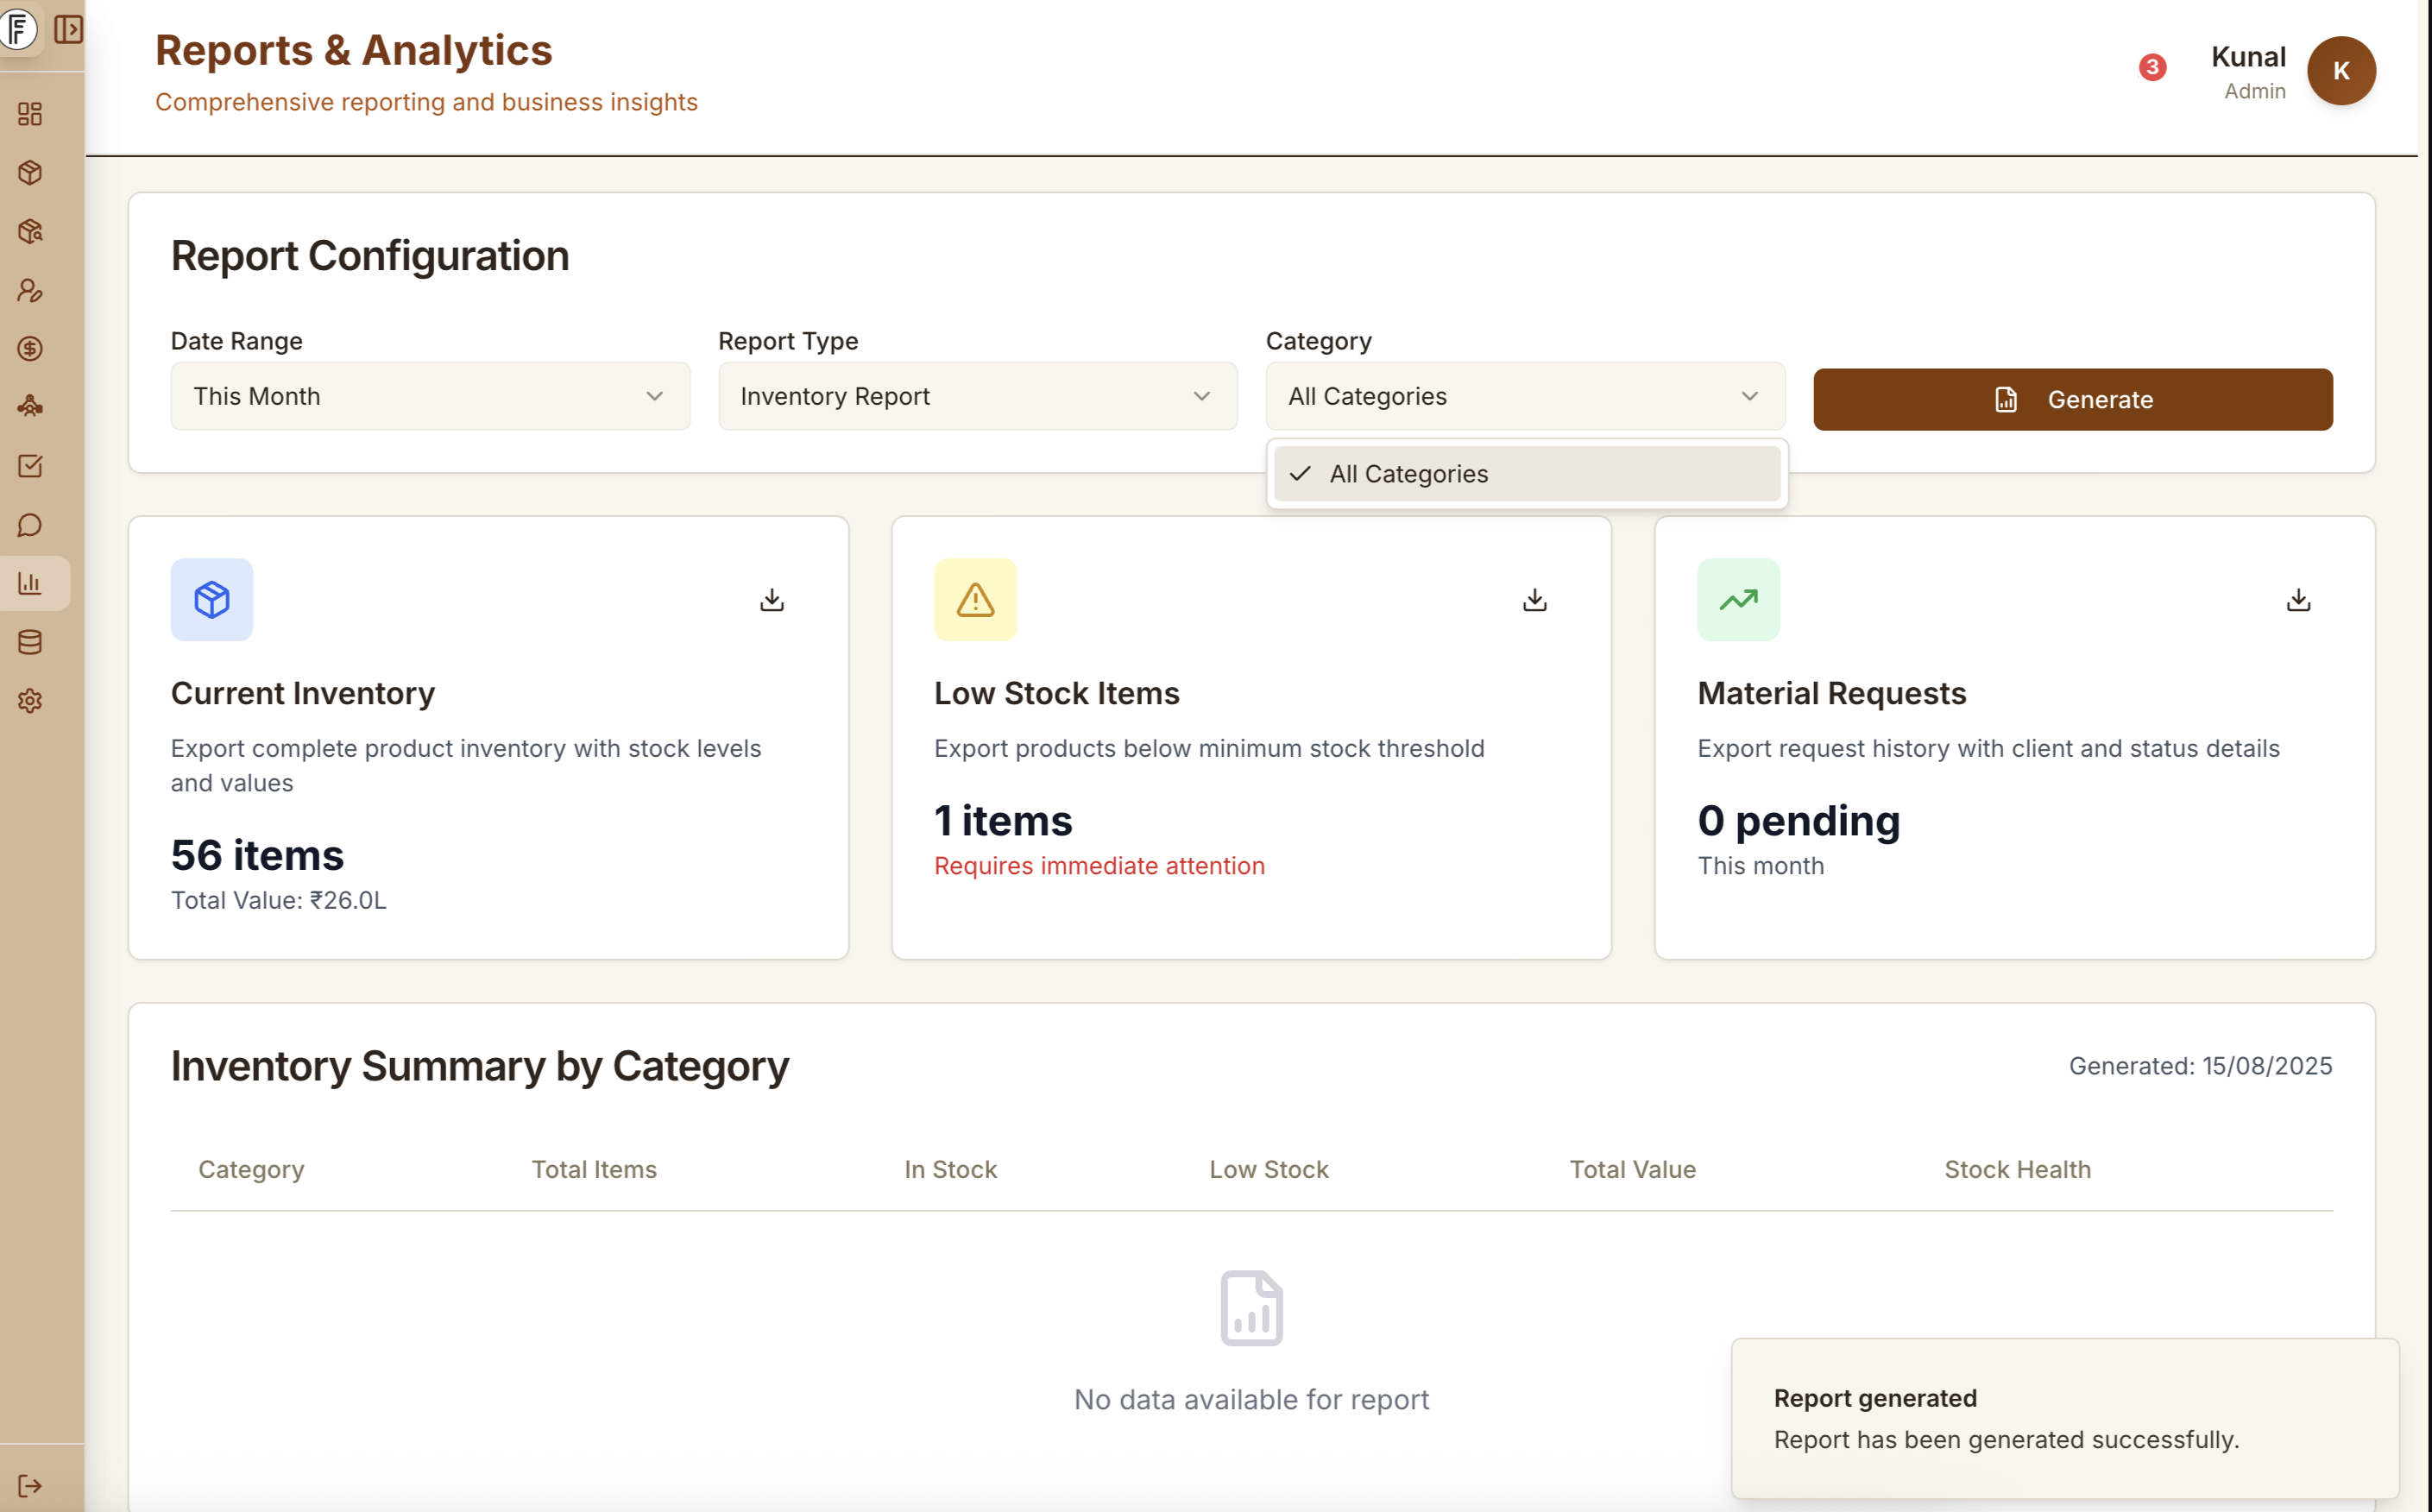 Reports & Analytics
Comprehensive reporting and business insights
3
Kunal
Admin
K
Report Configuration
Date Range
Report Type
Category
This Month
Inventory Report
All Categories
Generate
All Categories
Current Inventory
Export complete product inventory with stock levels
and values
56 items
Total Value: ₹26.0L
Low Stock Items
Export products below minimum stock threshold
1 items
Requires immediate attention
Material Requests
Export request history with client and status details
0 pending
This month
Inventory Summary by Category
Generated: 15/08/2025
Category Total Items In Stock Low Stock Total Value Stock Health
No data available for report
Report generated
Report has been generated successfully.